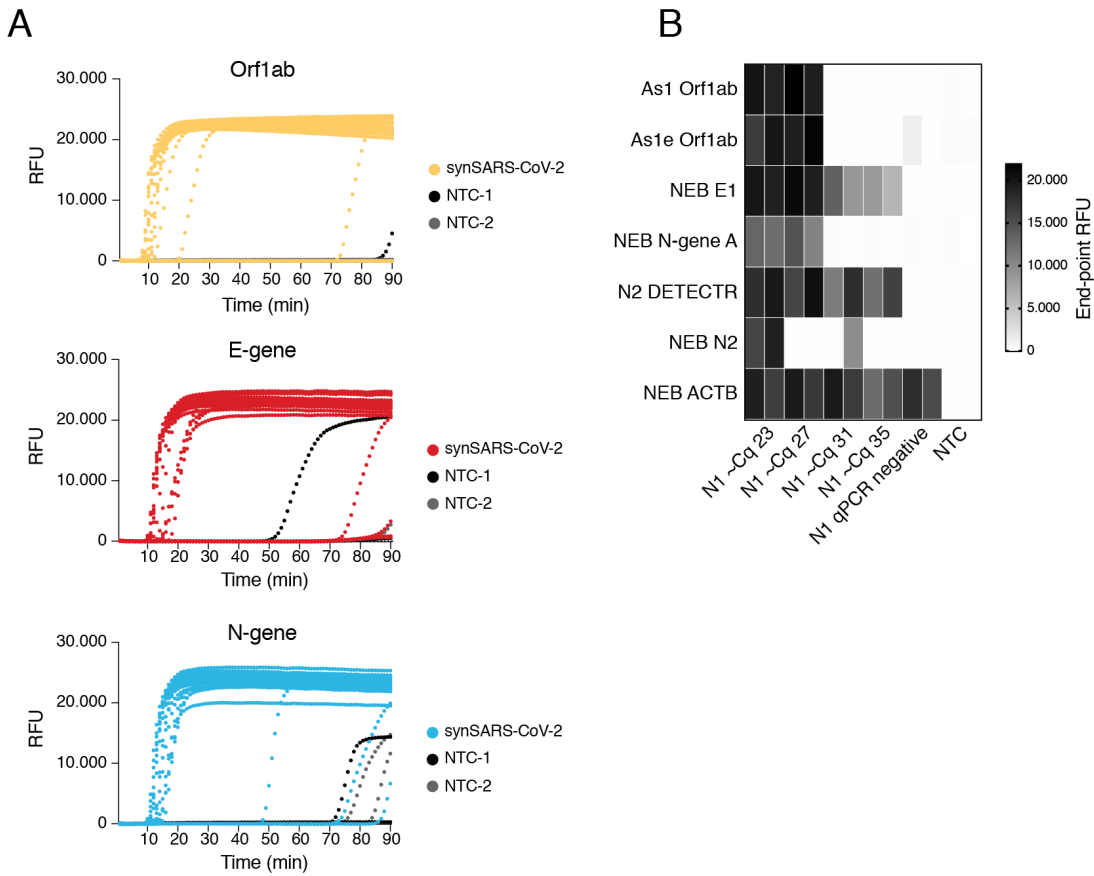 A
Orf1ab
30.000
20.000
10.000
0
RFU
10 20 30 40 50 60 70 80 90
Time (min)
synSARS-CoV-2
NTC-1
NTC-2
E-gene
30.000
20.000
10.000
0
RFU
10 20 30 40 50 60 70 80 90
Time (min)
synSARS-CoV-2
NTC-1
NTC-2
N-gene
30.000
20.000
10.000
0
RFU
10 20 30 40 50 60 70 80 90
Time (min)
synSARS-CoV-2
NTC-1
NTC-2
B
As1 Orf1ab
As1e Orf1ab
NEB E1
NEB N-gene A
N2 DETECTR
NEB N2
NEB ACTB
N1 ~Cq 23
N1 ~Cq 27
N1 ~Cq 31
N1 ~Cq 35
N1 qPCR negative
NTC
20.000
15.000
10.000
5.000
0
End-point RFU